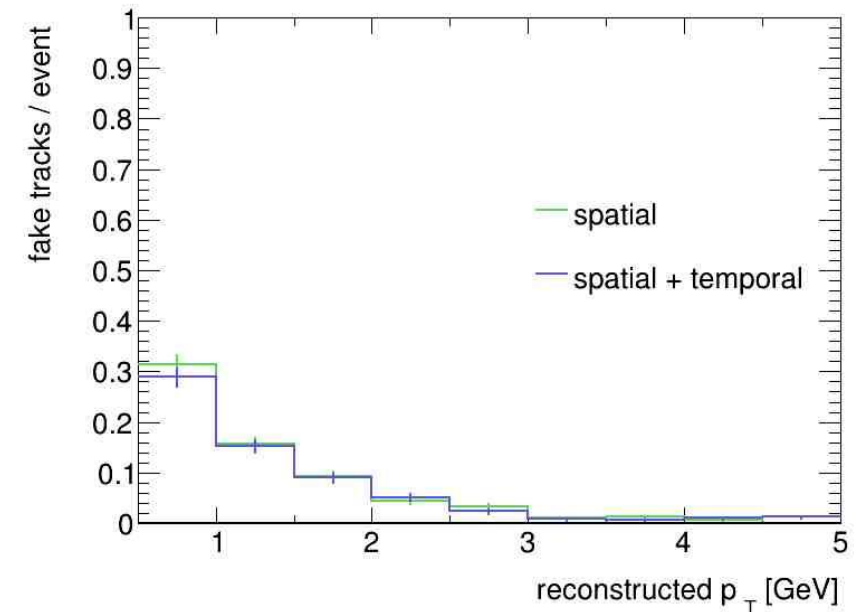 fake tracks / event
1
0.9
0.8
0.7
0.6
0.5
0.4
0.3
0.2
0.1
0
spatial
spatial + temporal
1 2 3 4 5
reconstructed p T [GeV]